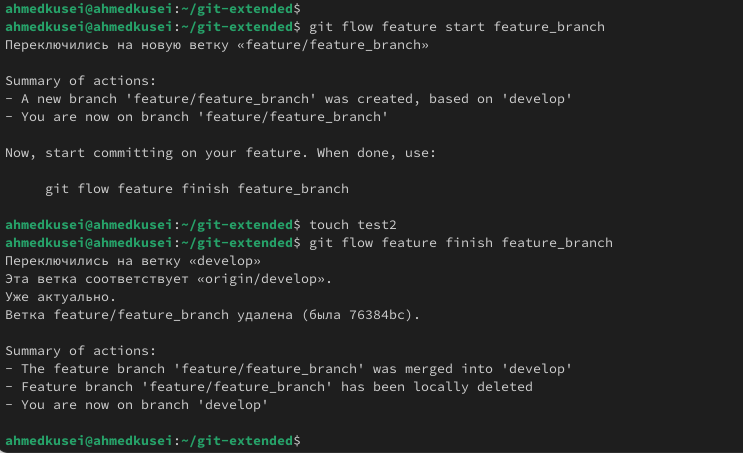 ahmedkusei@ahmedkusei:~/git-extended$
ahmedkusei@ahmedkusei:~/git-extended$ git flow feature start feature_branch
Переключились на новую ветку «feature/feature_branch»
Summary of actions:
- A new branch 'feature/feature_branch' was created, based on 'develop'
- You are now on branch 'feature/feature_branch'
Now, start committing on your feature. When done, use:
git flow feature finish feature_branch
ahmedkusei@ahmedkusei:~/git-extended$ touch test2
ahmedkusei@ahmedkusei:~/git-extended$ git flow feature finish feature_branch
Переключились на ветку «develop»
Эта ветка соответствует «origin/develop».
Уже актуально.
Ветка feature/feature_branch удалена (была 76384bc).
Summary of actions:
- The feature branch 'feature/feature_branch' was merged into 'develop'
- Feature branch 'feature/feature_branch' has been locally deleted
- You are now on branch 'develop'
ahmedkusei@ahmedkusei:~/git-extended$